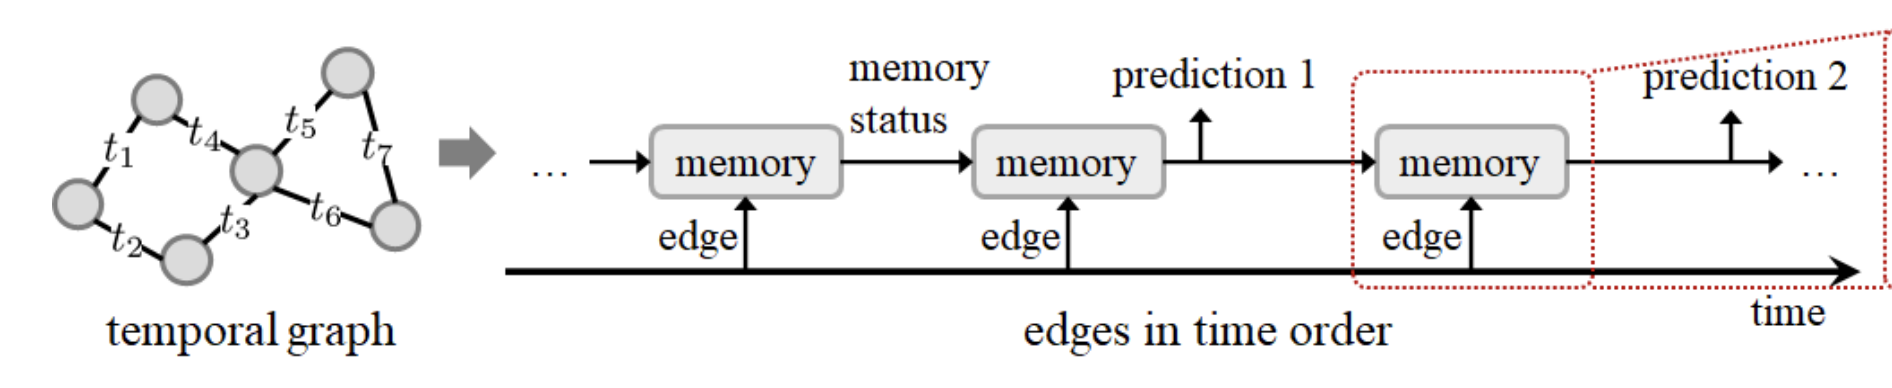 t1
t4
t5
t7
t2
t3
t6
temporal graph
...
memory
memory
status
memory
prediction 1
memory
prediction 2
...
edge
edge
edge
time
edges in time order